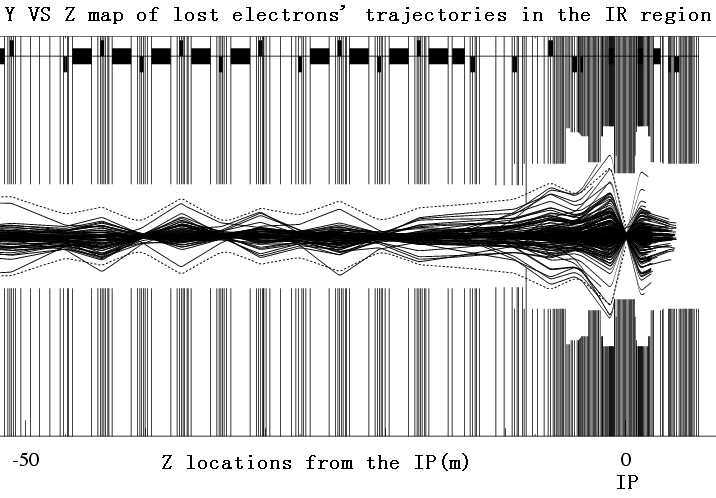 Y VS Z map of lost electrons’ trajectories in the IR region
-50
Z locations from the IP(m)
0
IP